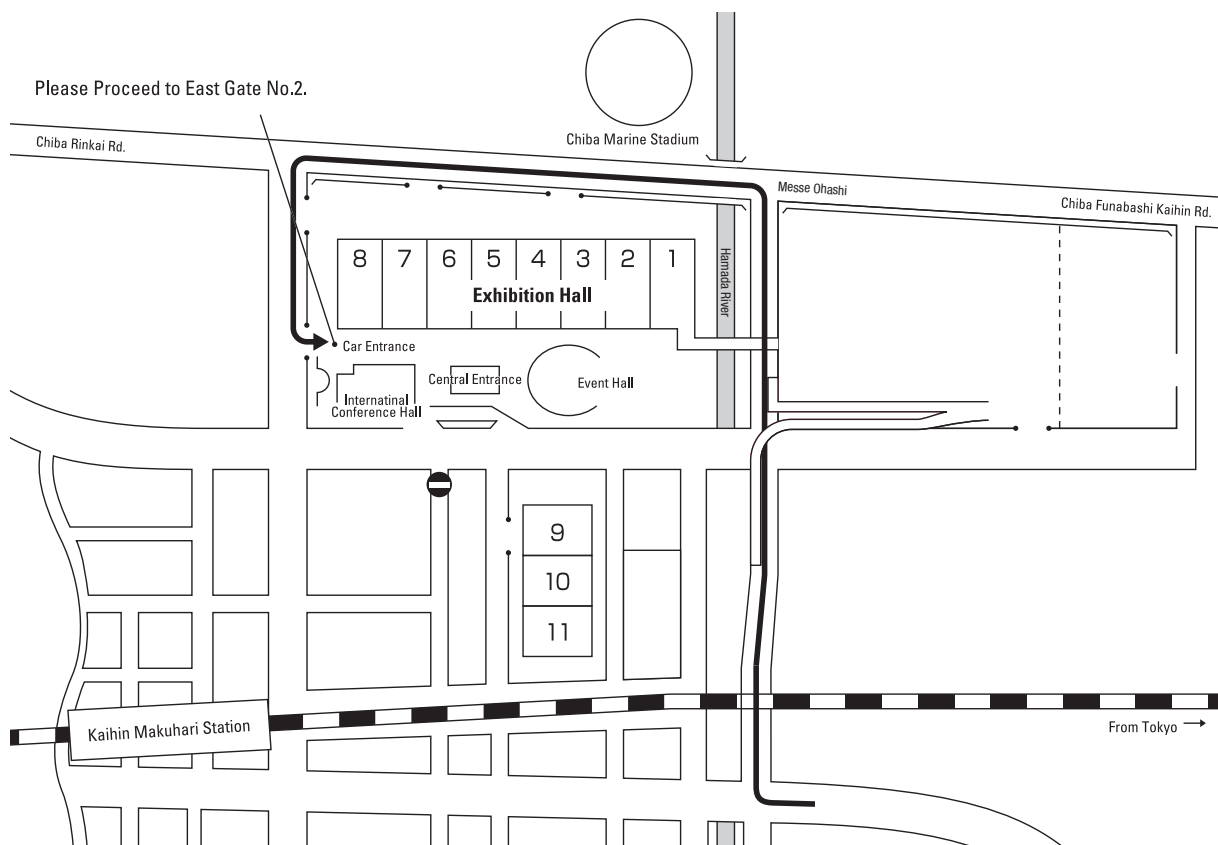 Please Proceed to East Gate No.2.
Chiba Rinkai Rd.
Chiba Marine Stadium
Messe Ohashi
Chiba Funabashi Kaihin Rd.
8 7 6 5 4 3 2 1
Exhibition Hall
Hamada River
Car Entrance
Central Entrance
Event Hall
Internatinal
Conference Hall
9
10
11
Kaihin Makuhari Station
From Tokyo →